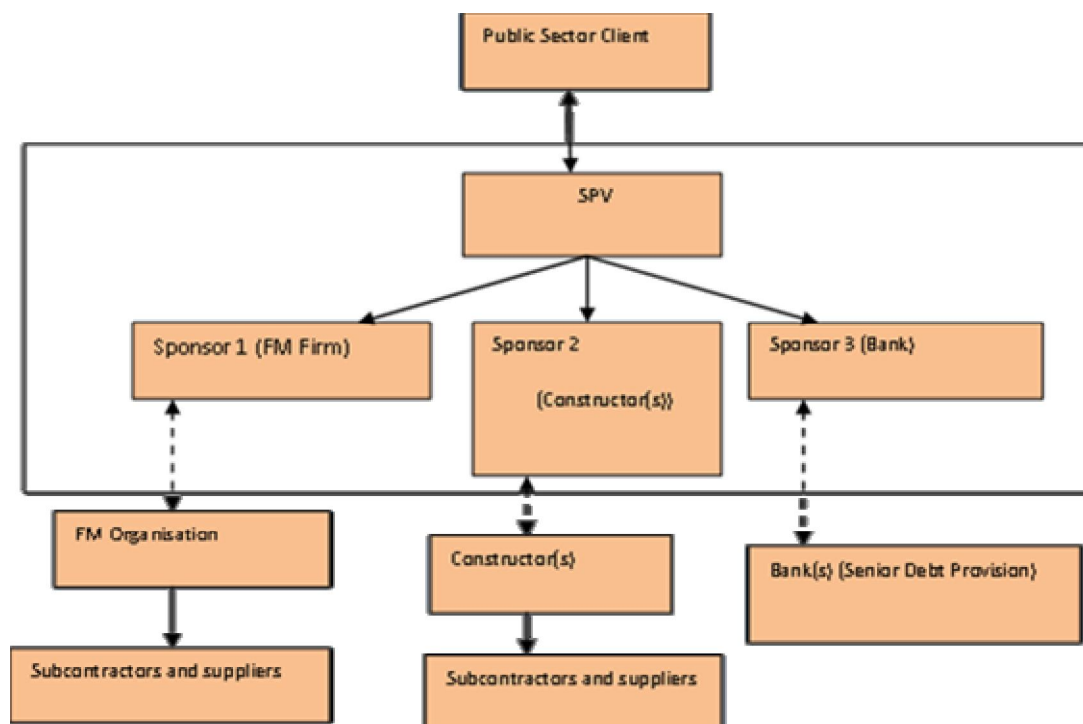 Public Sector Client
SPV
Sponsor 1 (FM Firm)
Sponsor 2
(Constructor(s))
Sponsor 3 (Bank)
FM Organisation
Constructor(s)
Bank(s) (Senior Debt Provision)
Subcontractors and suppliers
Subcontractors and suppliers